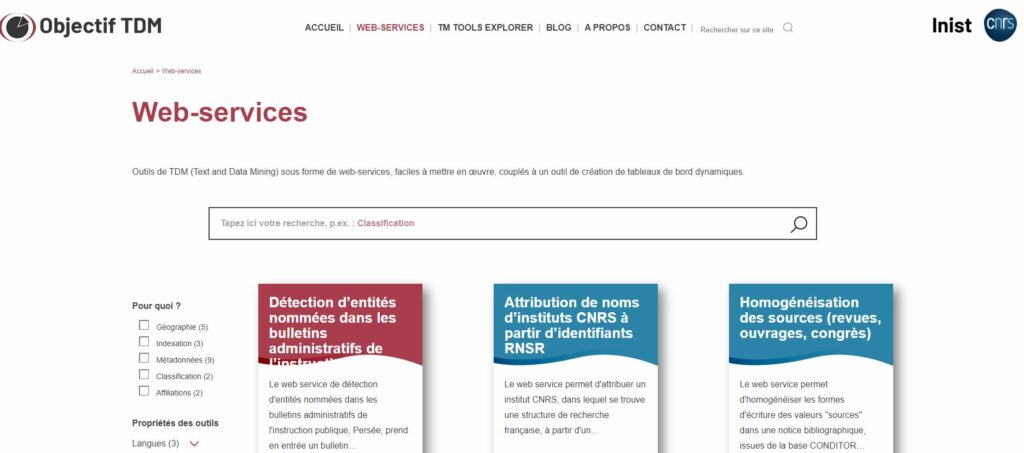 Objectif TDM
ACCUEIL | WEB-SERVICES | TM TOOLS EXPLORER | BLOG | A PROPOS | CONTACT | Rechercher sur ce site
Inist cnrs
Accueil > Web-services
Web-services
Outils de TDM (Text and Data Mining) sous forme de web-services, faciles à mettre en œuvre, couplés à un outil de création de tableaux de bord dynamiques.
Tapez ici votre recherche, p.ex. : Classification
Pour quoi ?
Géographie (5)
Indexation (3)
Métadonnées (9)
Classification (2)
Affiliations (2)
Propriétés des outils
Langues (3)
Détection d'entités
nommées dans les
bulletins
administratifs de
Le web service de détection
d'entités nommées dans les
bulletins administratifs de
l'instruction publique, Persée, prend
en entrée un bulletin…
Attribution de noms
d'instituts CNRS à
partir d'identifiants
RNSR
Le web service permet d'attribuer un
institut CNRS, dans lequel se trouve
une structure de recherche
française, à partir d'un…
Homogénéisation
des sources (revues,
ouvrages, congrès)
Le web service permet
d'homogénéiser les formes
d'écriture des valeurs "sources"
dans une notice bibliographique,
issues de la base CONDITOR…